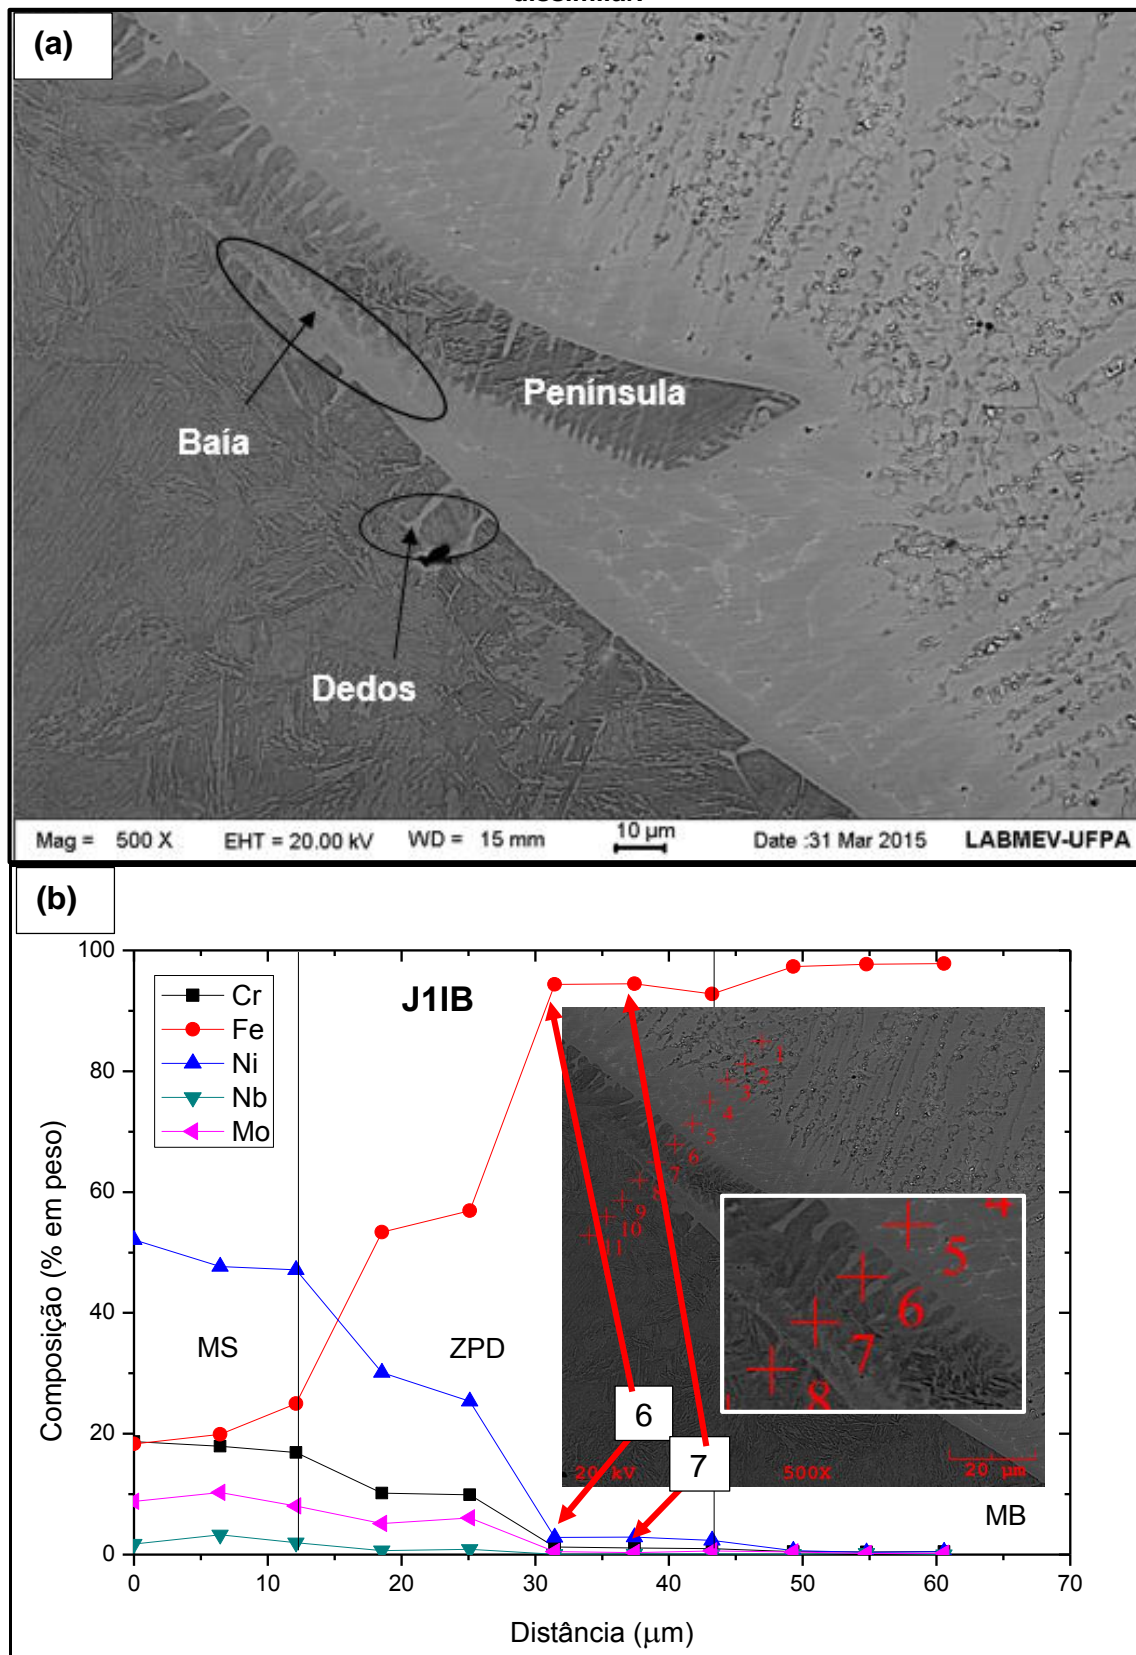 dissimilar.
(a)
Península
Baía
Dedos
Mag = 500 X EHT = 20.00 kV WD = 15 mm 10 µm Date :31 Mar 2015 LABMEV-UFPA
(b)
100
80
60
40
20
0
Composição (% em peso)
Cr
Fe
Ni
Nb
Mo
J1IB
MS
ZPD
MB
1
2
3
4
5
6
7
8
9
10
11
4
5
6
7
8
6
7
20 kV 500X 20 µm
0 10 20 30 40 50 60 70
Distância (µm)